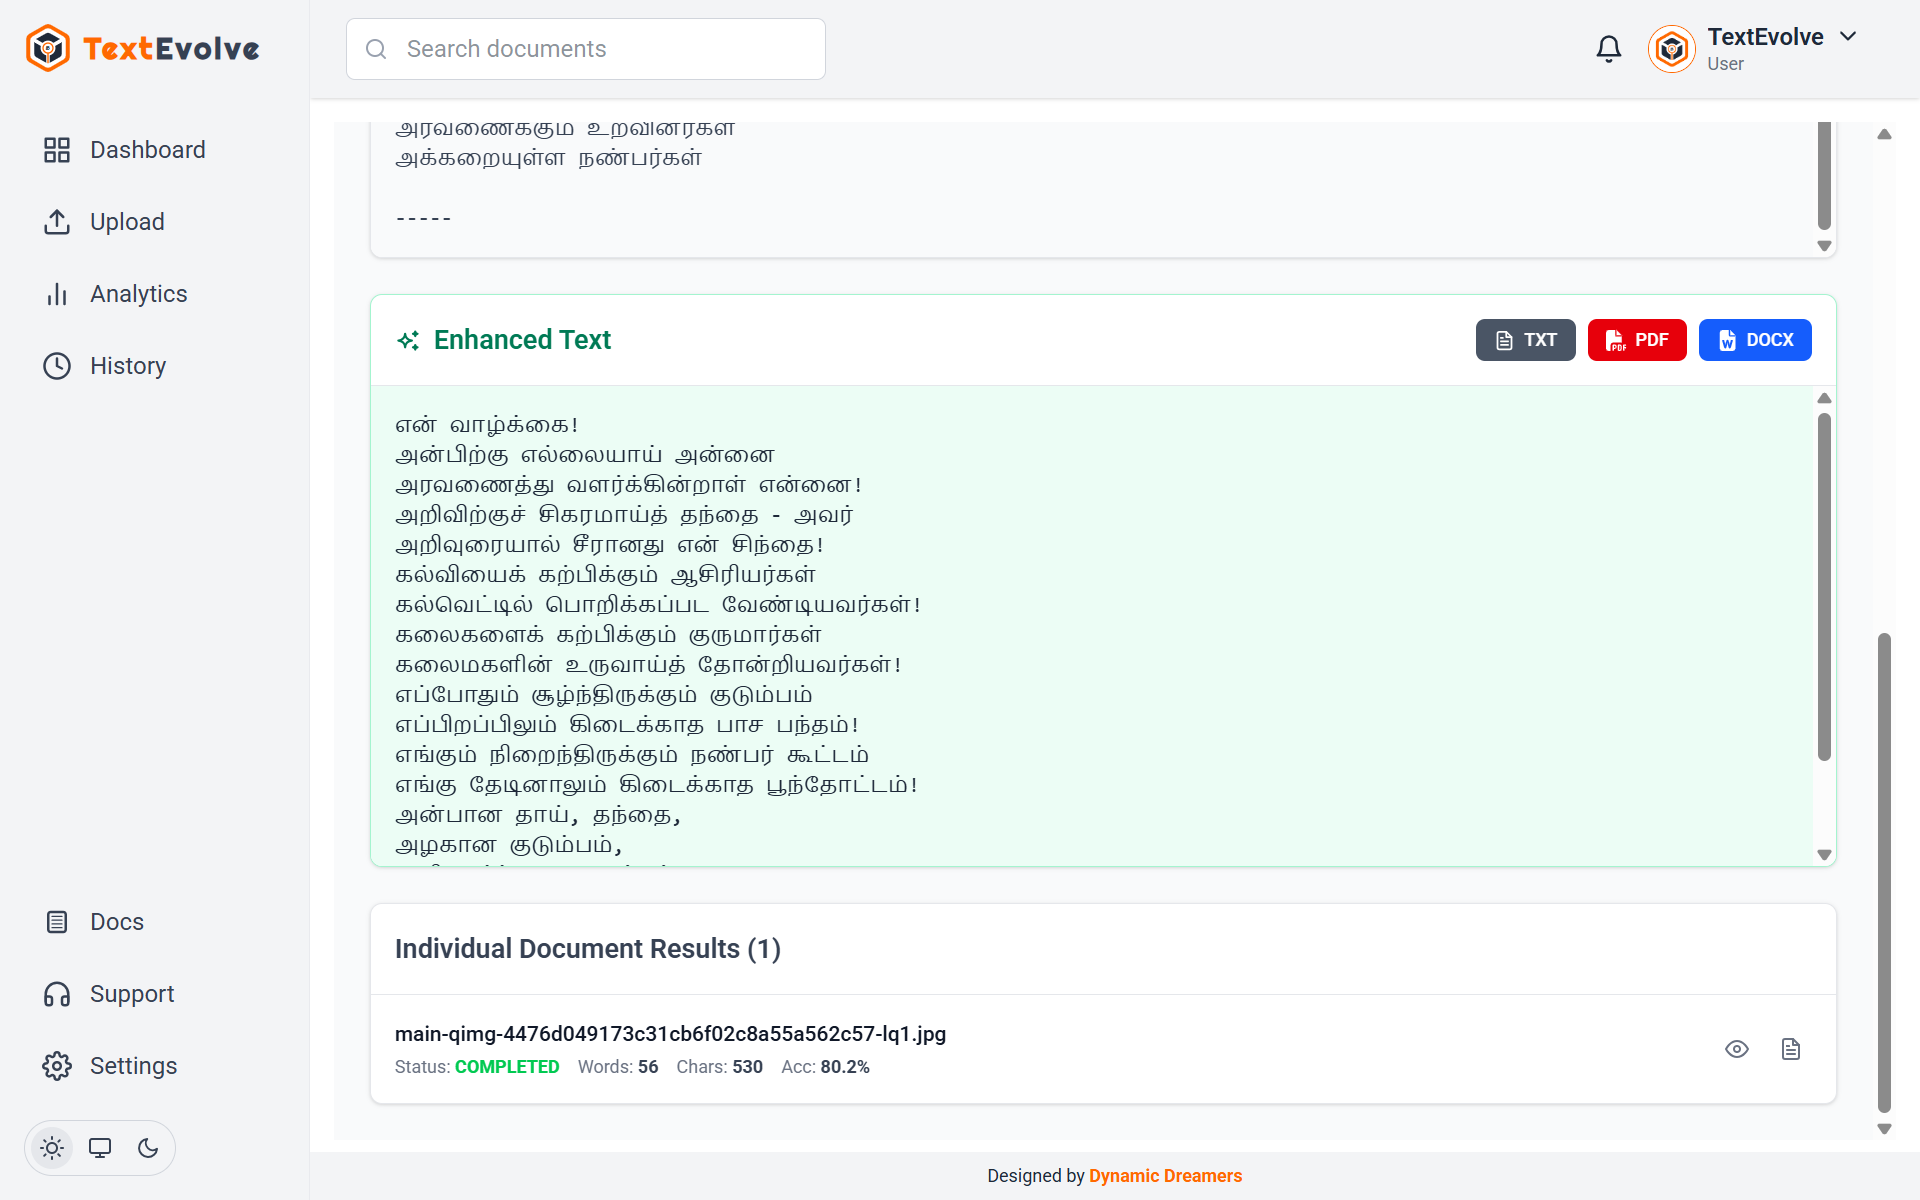 TextEvolve
Search documents
TextEvolve
User
Dashboard
Upload
Analytics
History
Docs
Support
Settings
அரவணைக்கும் உறவினர்கள்
அக்கறையுள்ள நண்பர்கள்
-----
Enhanced Text
TXT
PDF
DOCX
என் வாழ்க்கை!
அன்பிற்கு எல்லையாய் அன்னை
அரவணைத்து வளர்க்கின்றாள் என்னை!
அறிவிற்குச் சிகரமாய்த் தந்தை - அவர்
அறிவுரையால் சீரானது என் சிந்தை!
கல்வியைக் கற்பிக்கும் ஆசிரியர்கள்
கல்வெட்டில் பொறிக்கப்பட வேண்டியவர்கள்!
கலைகளைக் கற்பிக்கும் குருமார்கள்
கலைமகளின் உருவாய்த் தோன்றியவர்கள்!
எப்போதும் சூழ்ந்திருக்கும் குடும்பம்
எப்பிறப்பிலும் கிடைக்காத பாச பந்தம்!
எங்கும் நிறைந்திருக்கும் நண்பர் கூட்டம்
எங்கு தேடினாலும் கிடைக்காத பூந்தோட்டம்!
அன்பான தாய், தந்தை,
அழகான குடும்பம்,
Individual Document Results (1)
main-qimg-4476d049173c31cb6f02c8a55a562c57-lq1.jpg
Status: COMPLETED Words: 56 Chars: 530 Acc: 80.2%
Designed by Dynamic Dreamers